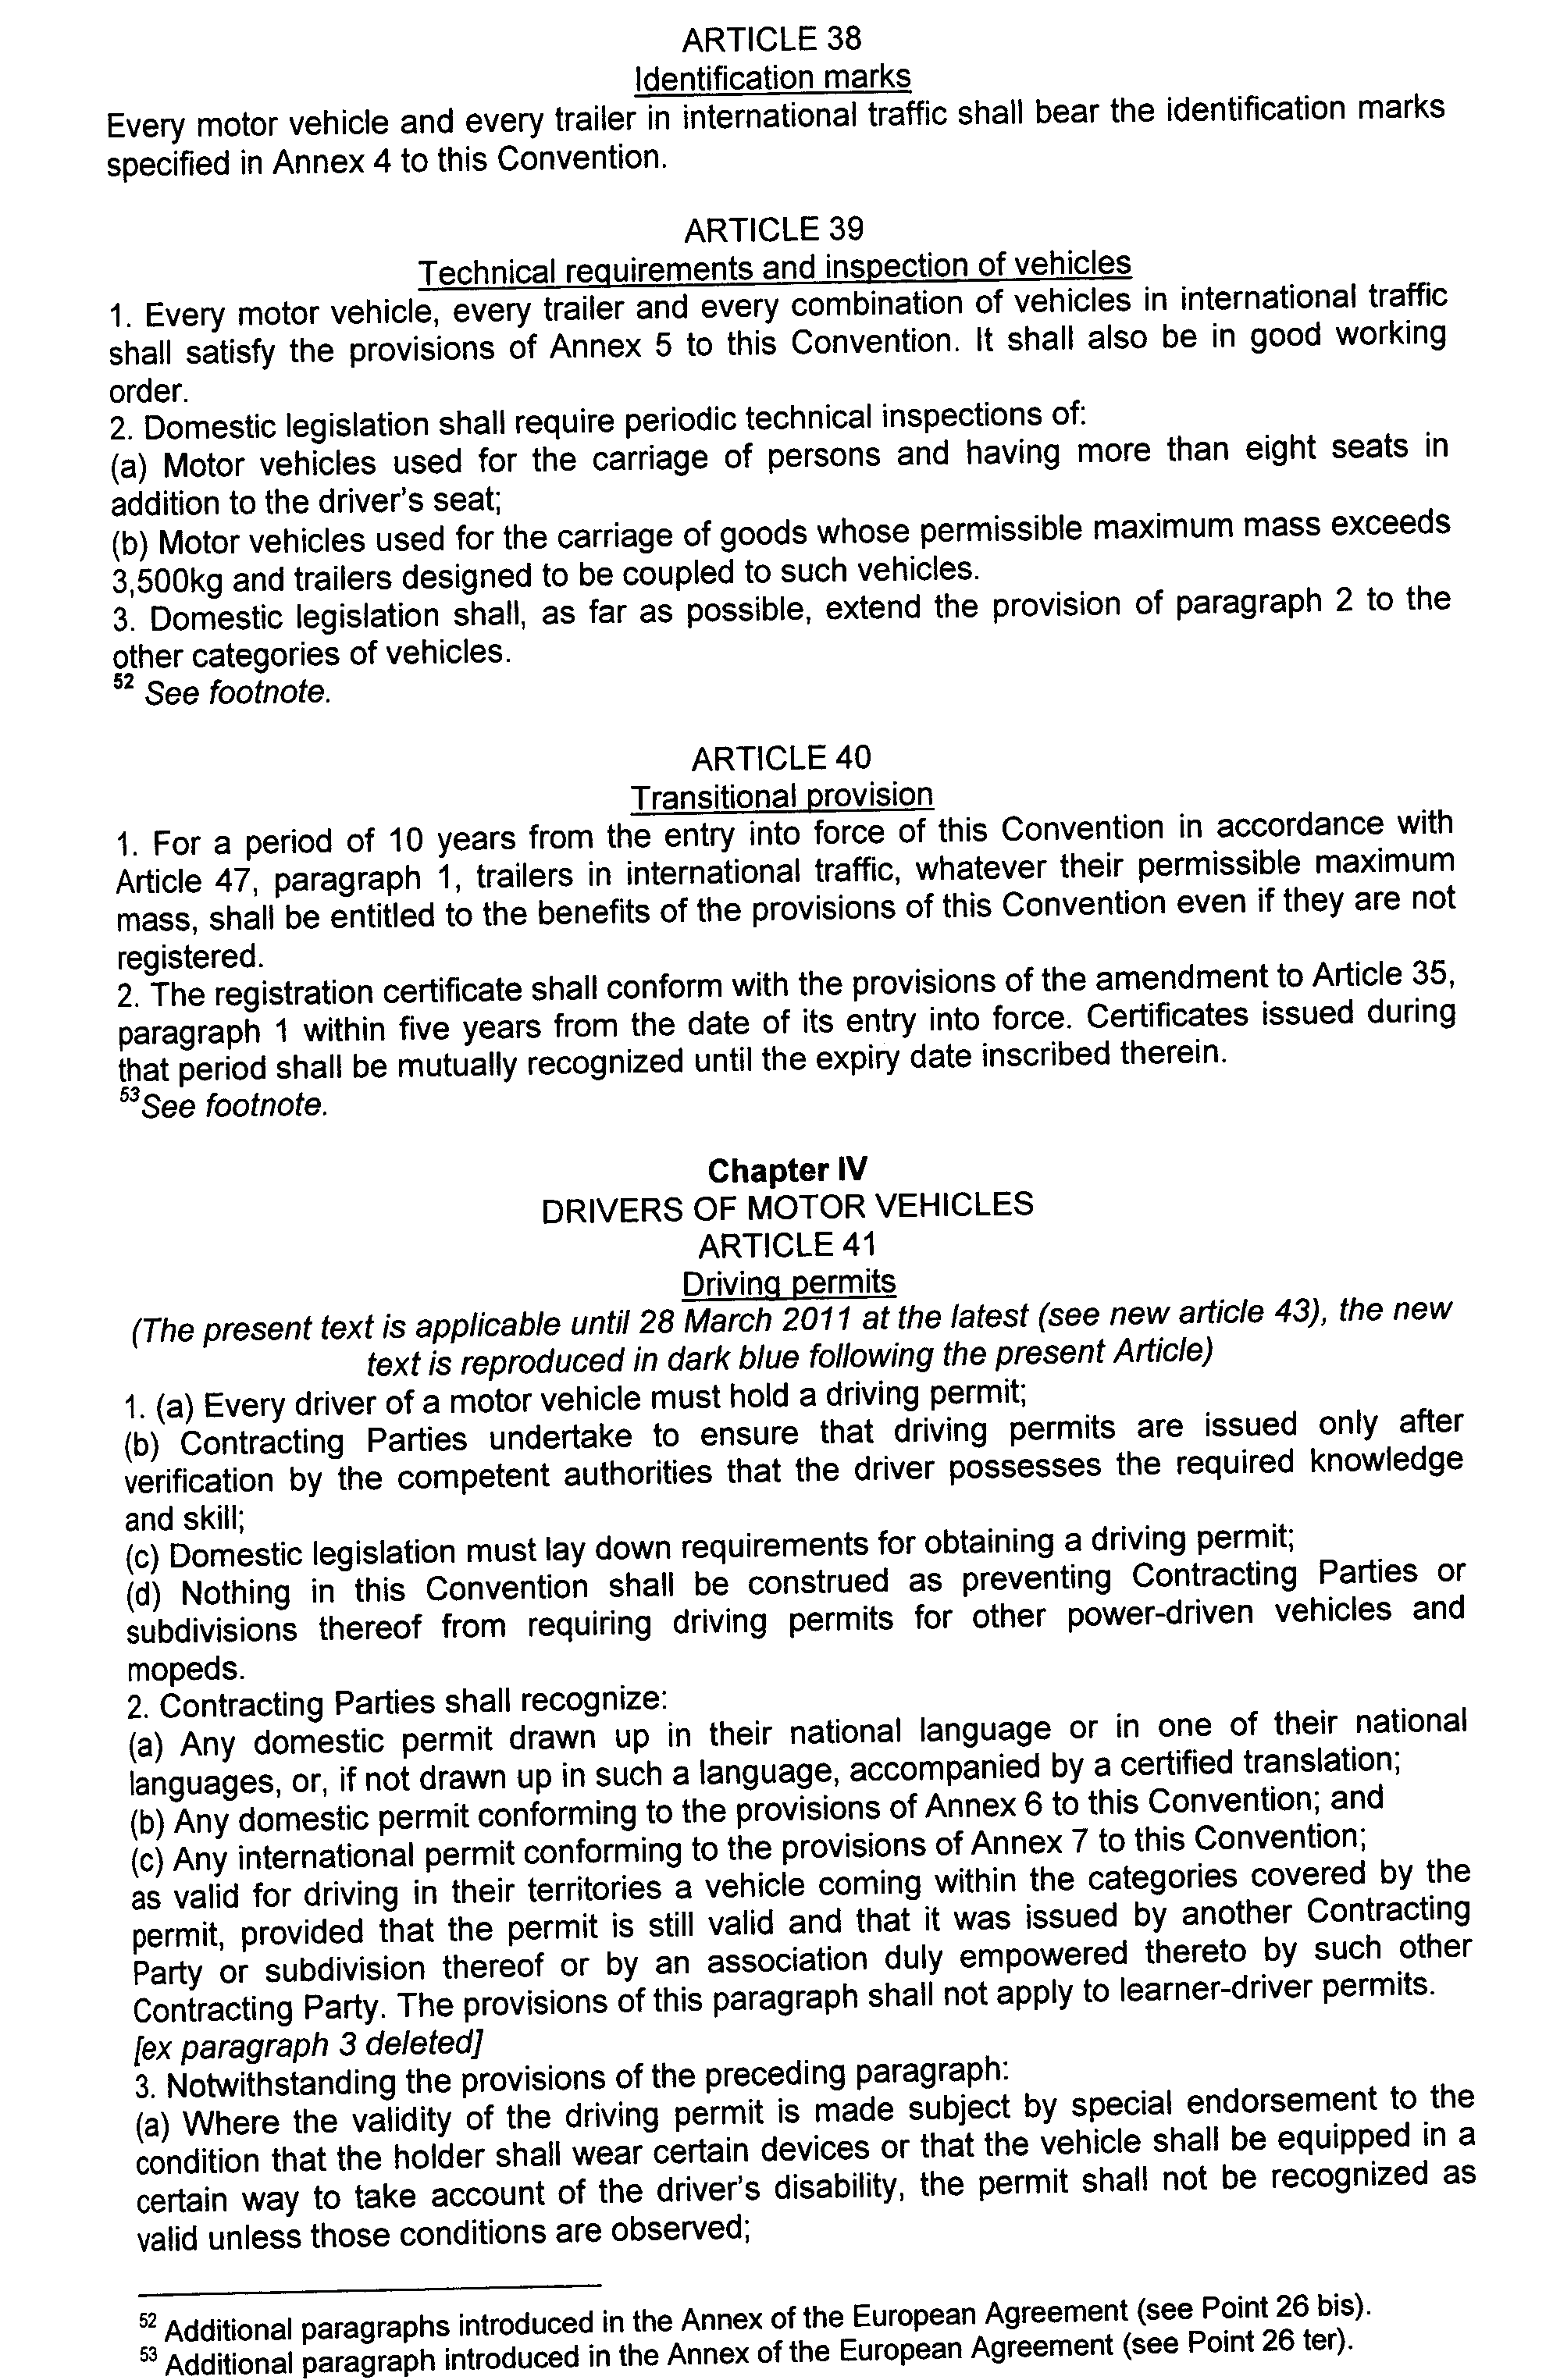 ARTICLE 38
Identification marks
Every motor vehicle and every trailer in international traffic shall bear the identification marks
specified in Annex 4 to this Convention.
ARTICLE 39
Technical requirements and inspection of vehicles
1. Every motor vehicle, every trailer and every combination of vehicles in international traffic
shall satisfy the provisions of Annex 5 to this Convention. It shall also be in good working
order.
2. Domestic legislation shall require periodic technical inspections of:
(a) Motor vehicles used for the carriage of persons and having more than eight seats in
addition to the driver's seat;
(b) Motor vehicles used for the carriage of goods whose permissible maximum mass exceeds
3,500kg and trailers designed to be coupled to such vehicles.
3. Domestic legislation shall, as far as possible, extend the provision of paragraph 2 to the
other categories of vehicles.
52 See footnote.
ARTICLE 40
Transitional provision
1. For a period of 10 years from the entry into force of this Convention in accordance with
Article 47, paragraph 1, trailers in international traffic, whatever their permissible maximum
mass, shall be entitled to the benefits of the provisions of this Convention even if they are not
registered.
2. The registration certificate shall conform with the provisions of the amendment to Article 35,
paragraph 1 within five years from the date of its entry into force. Certificates issued during
that period shall be mutually recognized until the expiry date inscribed therein.
53 See footnote.
Chapter IV
DRIVERS OF MOTOR VEHICLES
ARTICLE 41
Driving permits
(The present text is applicable until 28 March 2011 at the latest (see new article 43), the new
text is reproduced in dark blue following the present Article)
1. (a) Every driver of a motor vehicle must hold a driving permit;
(b) Contracting Parties undertake to ensure that driving permits are issued only after
verification by the competent authorities that the driver possesses the required knowledge
and skill;
(c) Domestic legislation must lay down requirements for obtaining a driving permit;
(d) Nothing in this Convention shall be construed as preventing Contracting Parties or
subdivisions thereof from requiring driving permits for other power-driven vehicles and
mopeds.
2. Contracting Parties shall recognize:
(a) Any domestic permit drawn up in their national language or in one of their national
languages, or, if not drawn up in such a language, accompanied by a certified translation;
(b) Any domestic permit conforming to the provisions of Annex 6 to this Convention; and
(c) Any international permit conforming to the provisions of Annex 7 to this Convention;
as valid for driving in their territories a vehicle coming within the categories covered by the
permit, provided that the permit is still valid and that it was issued by another Contracting
Party or subdivision thereof or by an association duly empowered thereto by such other
Contracting Party. The provisions of this paragraph shall not apply to learner-driver permits.
[ex paragraph 3 deleted]
3. Notwithstanding the provisions of the preceding paragraph:
(a) Where the validity of the driving permit is made subject by special endorsement to the
condition that the holder shall wear certain devices or that the vehicle shall be equipped in a
certain way to take account of the driver's disability, the permit shall not be recognized as
valid unless those conditions are observed;
52 Additional paragraphs introduced in the Annex of the European Agreement (see Point 26 bis).
53 Additional paragraph introduced in the Annex of the European Agreement (see Point 26 ter).